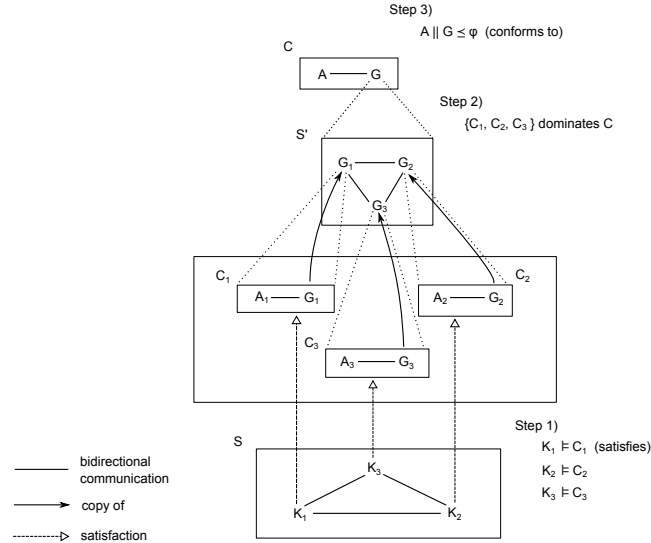 Step 3)
A || G ⪯ φ (conforms to)
C
A G
Step 2)
{C₁, C₂, C₃ } dominates C
S'
G₁ G₂
G₃
C₁ C₂
A₁ G₁ A₂ G₂
C₃
A₃ G₃
Step 1)
K₁ ⊧ C₁ (satisfies)
K₂ ⊧ C₂
K₃ ⊧ C₃
S
K₃
K₁ K₂
bidirectional
communication
copy of
satisfaction